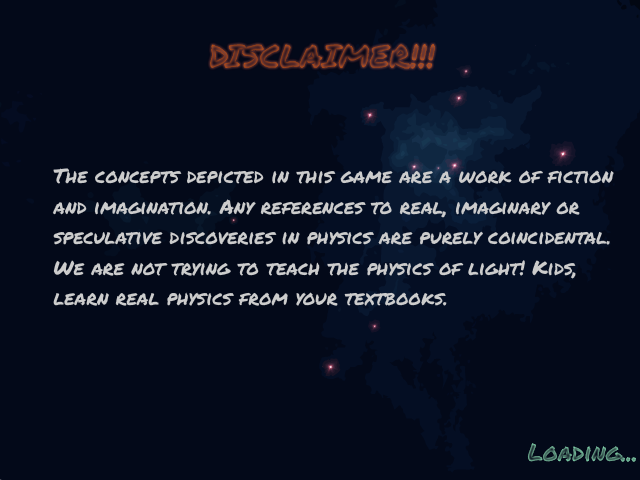 DISCLAIMER!!!
The concepts depicted in this game are a work of fiction
and imagination. Any references to real, imaginary or
speculative discoveries in physics are purely coincidental.
We are not trying to teach the physics of light! Kids,
learn real physics from your textbooks.
Loading...